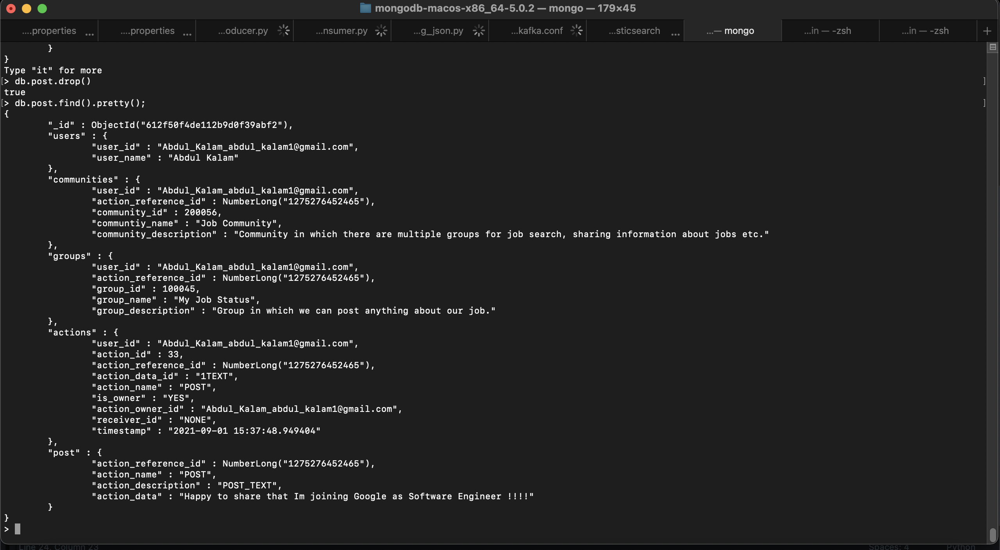 mongodb-macos-x86_64-5.0.2 — mongo — 179×45
....properties ... ....properties ... ...oducer.py ...nsumer.py ...g_json.py ...kafka.conf ...sticsearch ... ...— mongo ...in — -zsh ...in — -zsh +
        }
}
Type "it" for more
[> db.post.drop() ]
true
[> db.post.find().pretty(); ]
{
        "_id" : ObjectId("612f50f4de112b9d0f39abf2"),
        "users" : {
                "user_id" : "Abdul_Kalam_abdul_kalam1@gmail.com",
                "user_name" : "Abdul Kalam"
        },
        "communities" : {
                "user_id" : "Abdul_Kalam_abdul_kalam1@gmail.com",
                "action_reference_id" : NumberLong("1275276452465"),
                "community_id" : 200056,
                "communtiy_name" : "Job Community",
                "community_description" : "Community in which there are multiple groups for job search, sharing information about jobs etc."
        },
        "groups" : {
                "user_id" : "Abdul_Kalam_abdul_kalam1@gmail.com",
                "action_reference_id" : NumberLong("1275276452465"),
                "group_id" : 100045,
                "group_name" : "My Job Status",
                "group_description" : "Group in which we can post anything about our job."
        },
        "actions" : {
                "user_id" : "Abdul_Kalam_abdul_kalam1@gmail.com",
                "action_id" : 33,
                "action_reference_id" : NumberLong("1275276452465"),
                "action_data_id" : "1TEXT",
                "action_name" : "POST",
                "is_owner" : "YES",
                "action_owner_id" : "Abdul_Kalam_abdul_kalam1@gmail.com",
                "receiver_id" : "NONE",
                "timestamp" : "2021-09-01 15:37:48.949404"
        },
        "post" : {
                "action_reference_id" : NumberLong("1275276452465"),
                "action_name" : "POST",
                "action_description" : "POST_TEXT",
                "action_data" : "Happy to share that Im joining Google as Software Engineer !!!!"
        }
}
>
Line 24, Column 23 Spaces: 4 Python